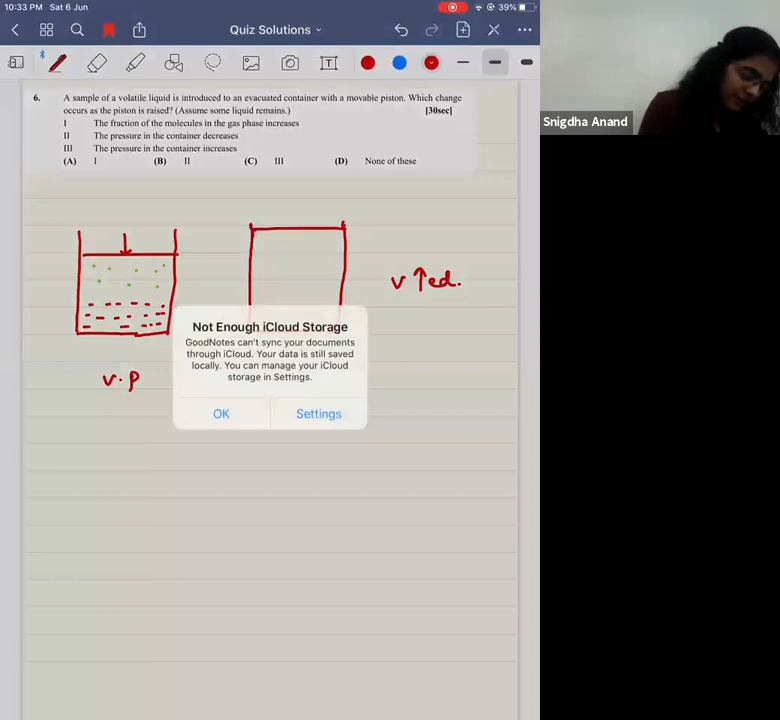 10:33 PM Sat 6 Jun
39%
Quiz Solutions
T
Snigdha Anand
6. A sample of a volatile liquid is introduced to an evacuated container with a movable piston. Which change
occurs as the piston is raised? (Assume some liquid remains.) [30sec]
I The fraction of the molecules in the gas phase increases
II The pressure in the container decreases
III The pressure in the container increases
(A) I (B) II (C) III (D) None of these
v ↑ed.
v.p
Not Enough iCloud Storage
GoodNotes can't sync your documents
through iCloud. Your data is still saved
locally. You can manage your iCloud
storage in Settings.
OK Settings